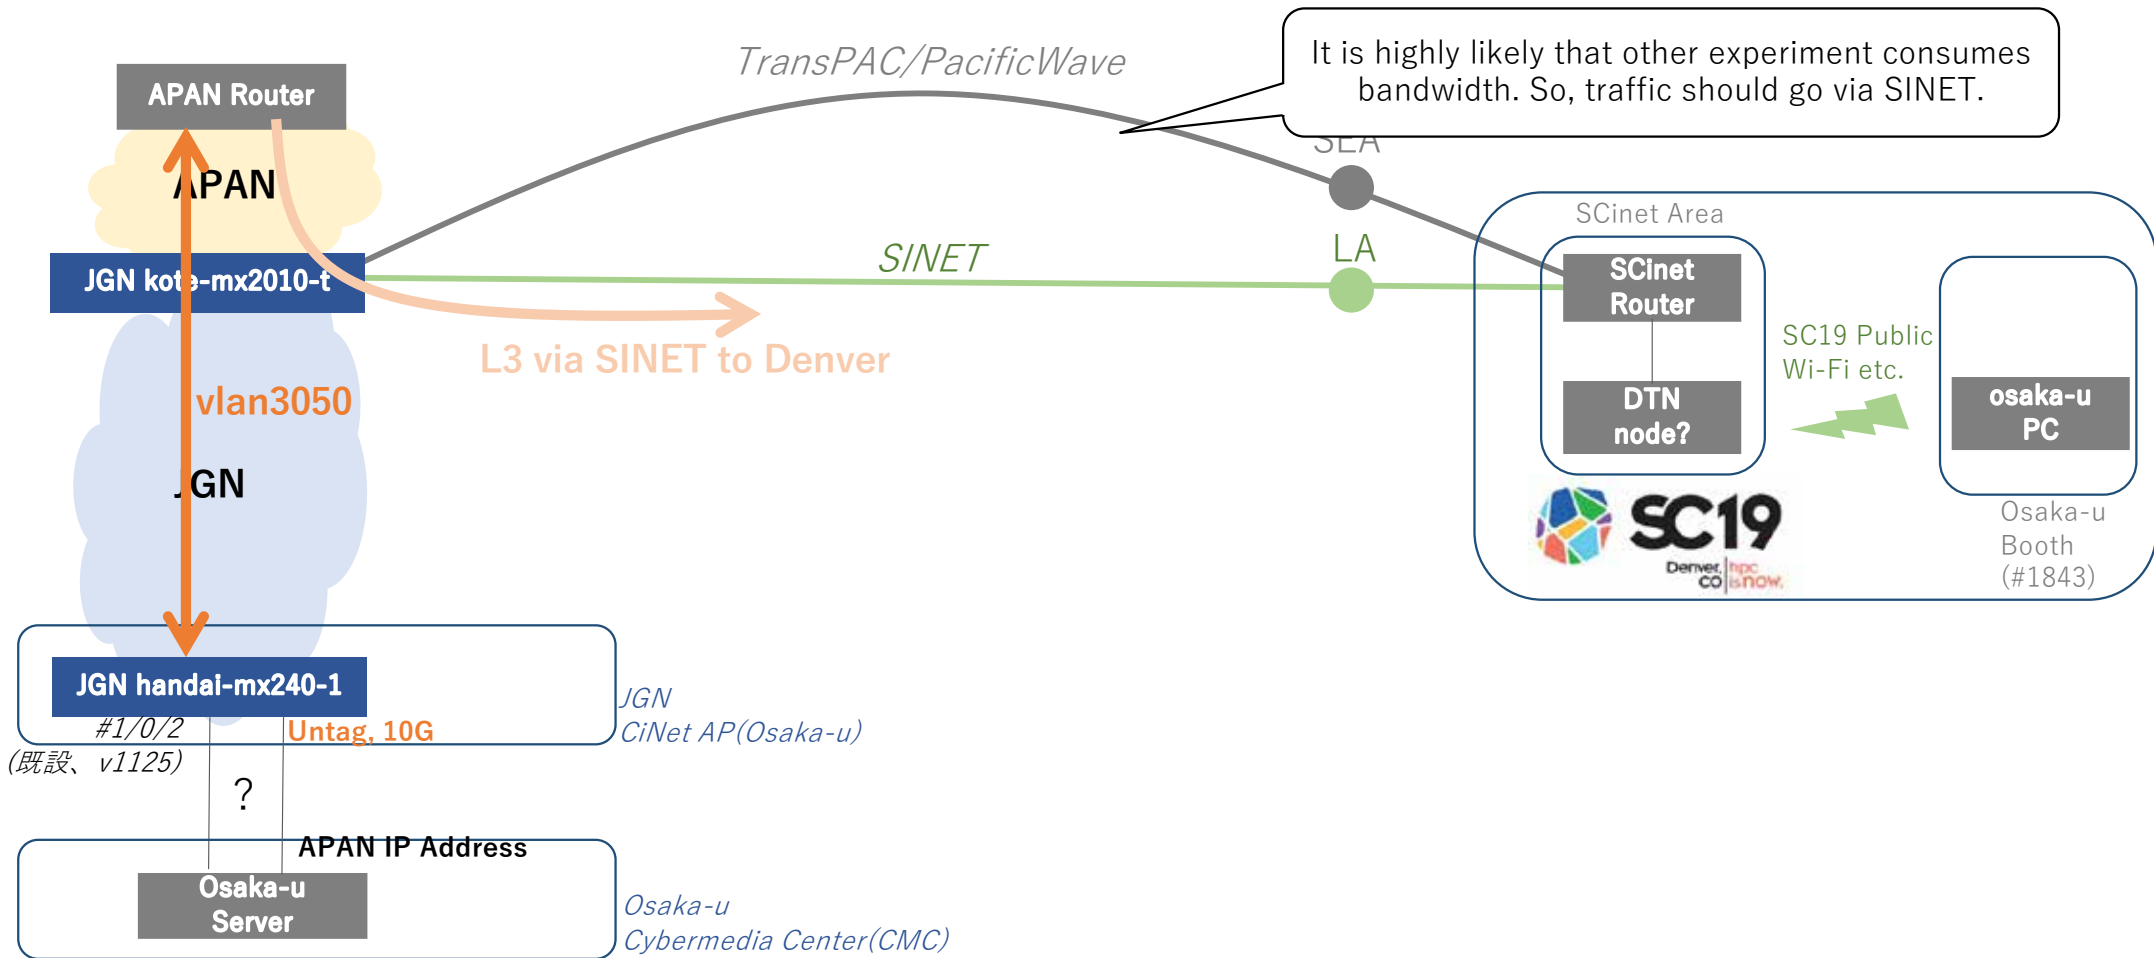 TransPAC/PacificWave
It is highly likely that other experiment consumes
bandwidth. So, traffic should go via SINET.
APAN Router
APAN
SEA
SCinet Area
JGN kote-mx2010-t
SINET
LA
SCinet
Router
L3 via SINET to Denver
SC19 Public
Wi-Fi etc.
vlan3050
DTN
node?
osaka-u
PC
JGN
SC19
Denver,
CO
hpc
is now.
Osaka-u
Booth
(#1843)
JGN handai-mx240-1
#1/0/2
(既設、v1125)
Untag, 10G
JGN
CiNet AP(Osaka-u)
?
APAN IP Address
Osaka-u
Server
Osaka-u
Cybermedia Center(CMC)